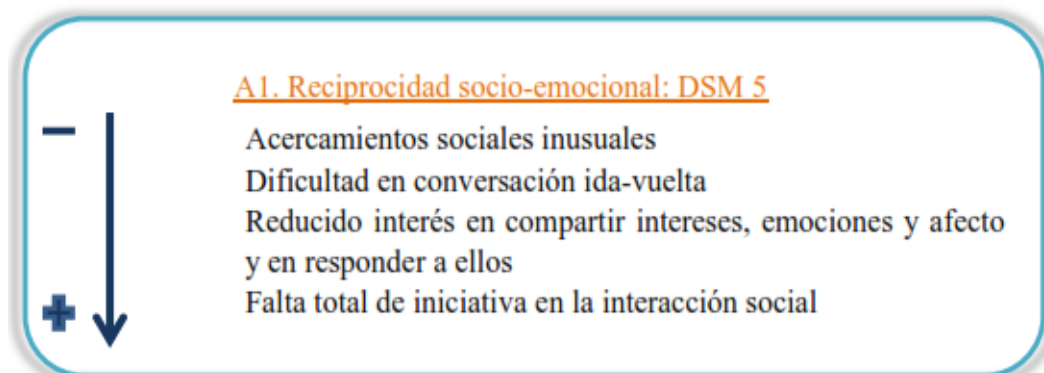 A1. Reciprocidad socio-emocional: DSM 5
Acercamientos sociales inusuales
Dificultad en conversación ida-vuelta
Reducido interés en compartir intereses, emociones y afecto
y en responder a ellos
Falta total de iniciativa en la interacción social